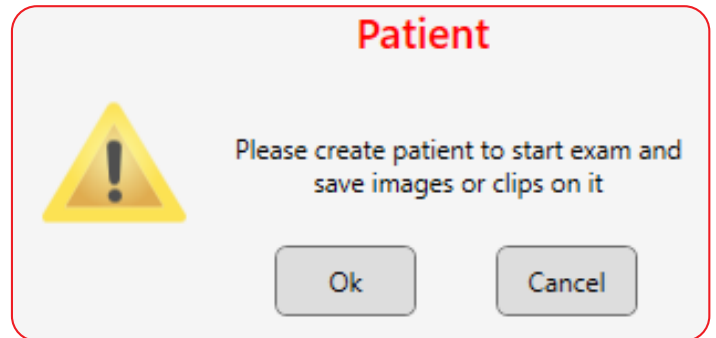 Patient
Please create patient to start exam and
save images or clips on it
Ok
Cancel